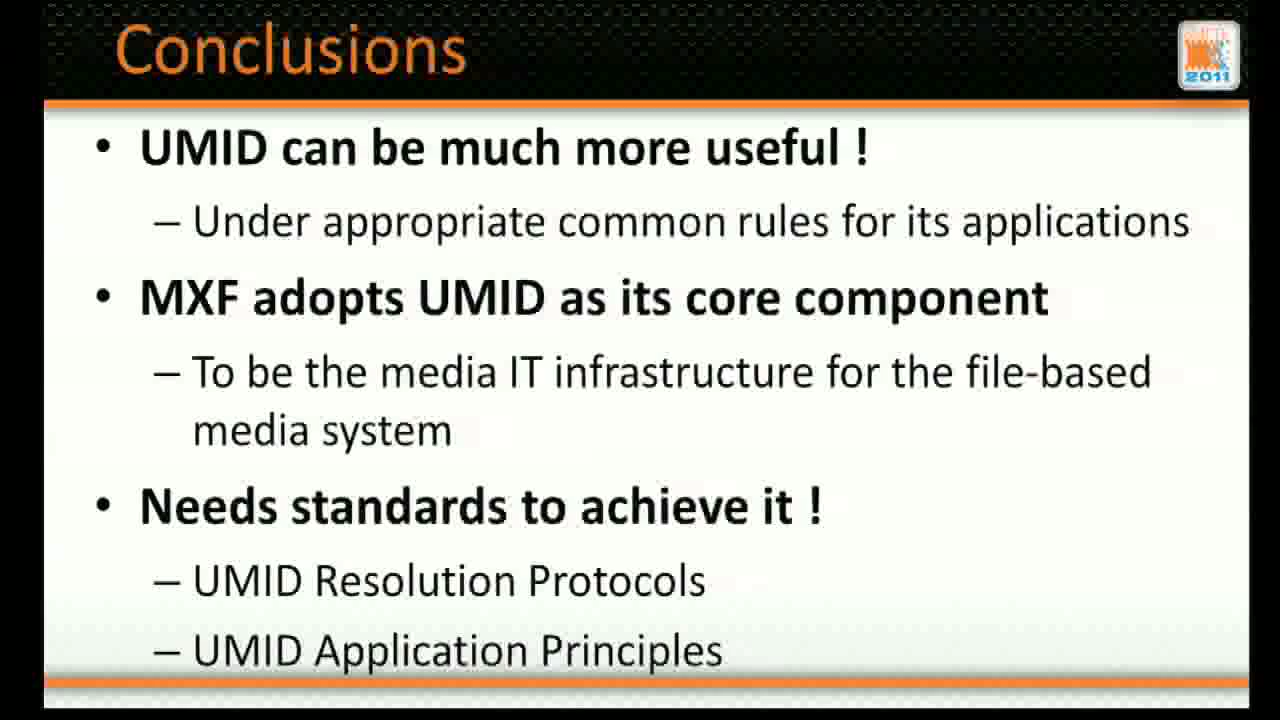 Conclusions
2011
• UMID can be much more useful !
– Under appropriate common rules for its applications
• MXF adopts UMID as its core component
– To be the media IT infrastructure for the file-based
media system
• Needs standards to achieve it !
– UMID Resolution Protocols
– UMID Application Principles